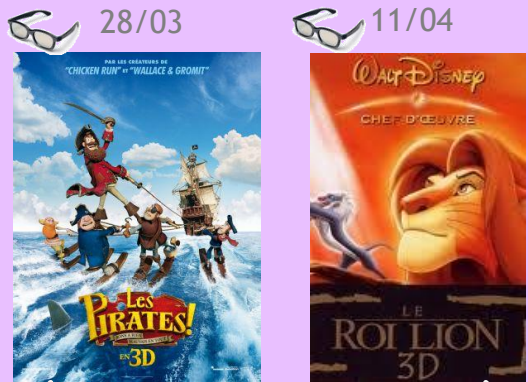 28/03
PAR LES CRÉATEURS DE
"CHICKEN RUN" ET "WALLACE & GROMIT"
Les
PIRATES!
EN 3D
11/04
WALT DISNEY
CHEF-D'ŒUVRE
LE
ROI LION
3D